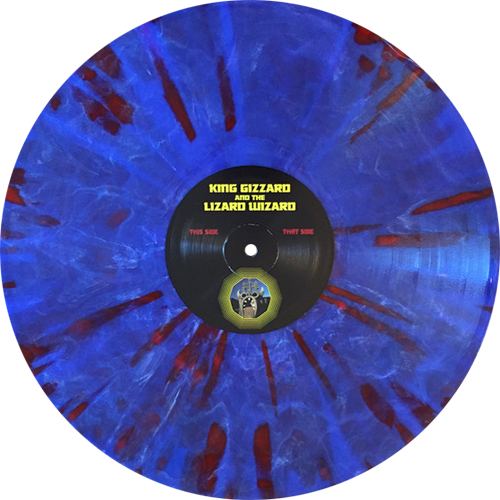 KING GIZZARD
AND THE
LIZARD WIZARD
THIS SIDE THAT SIDE